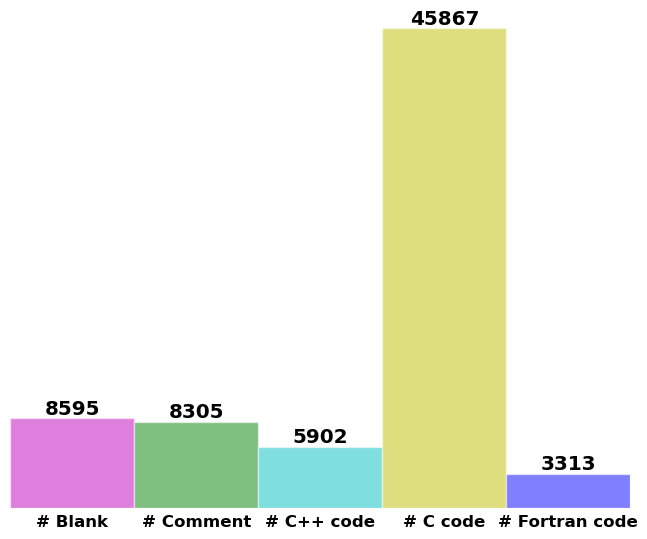 45867
8595
8305
5902
3313
# Blank
# Comment
# C++ code
# C code
# Fortran code